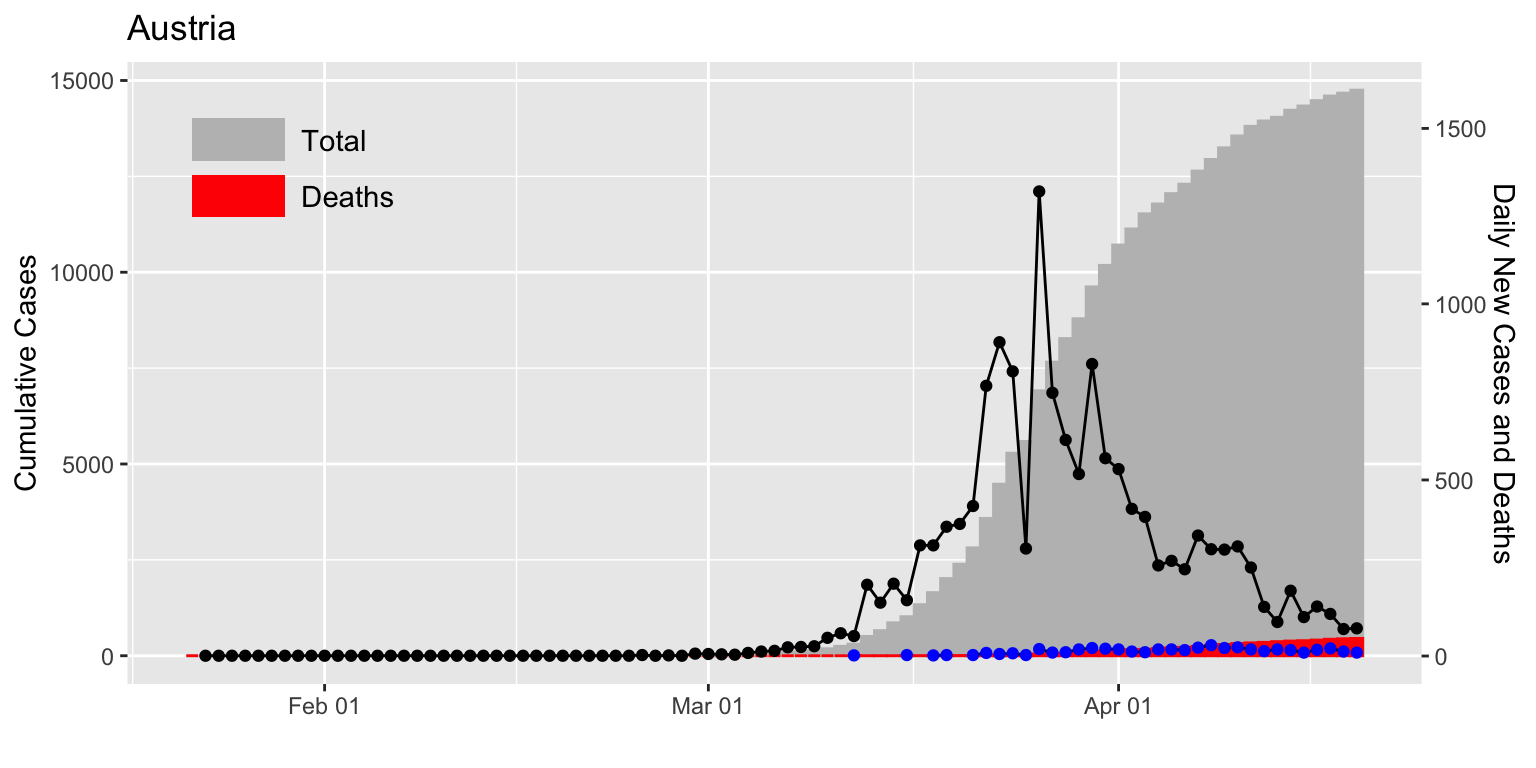 Austria
15000
10000
5000
0
Cumulative Cases
Total
Deaths
1500
1000
500
0
Daily New Cases and Deaths
Feb 01
Mar 01
Apr 01